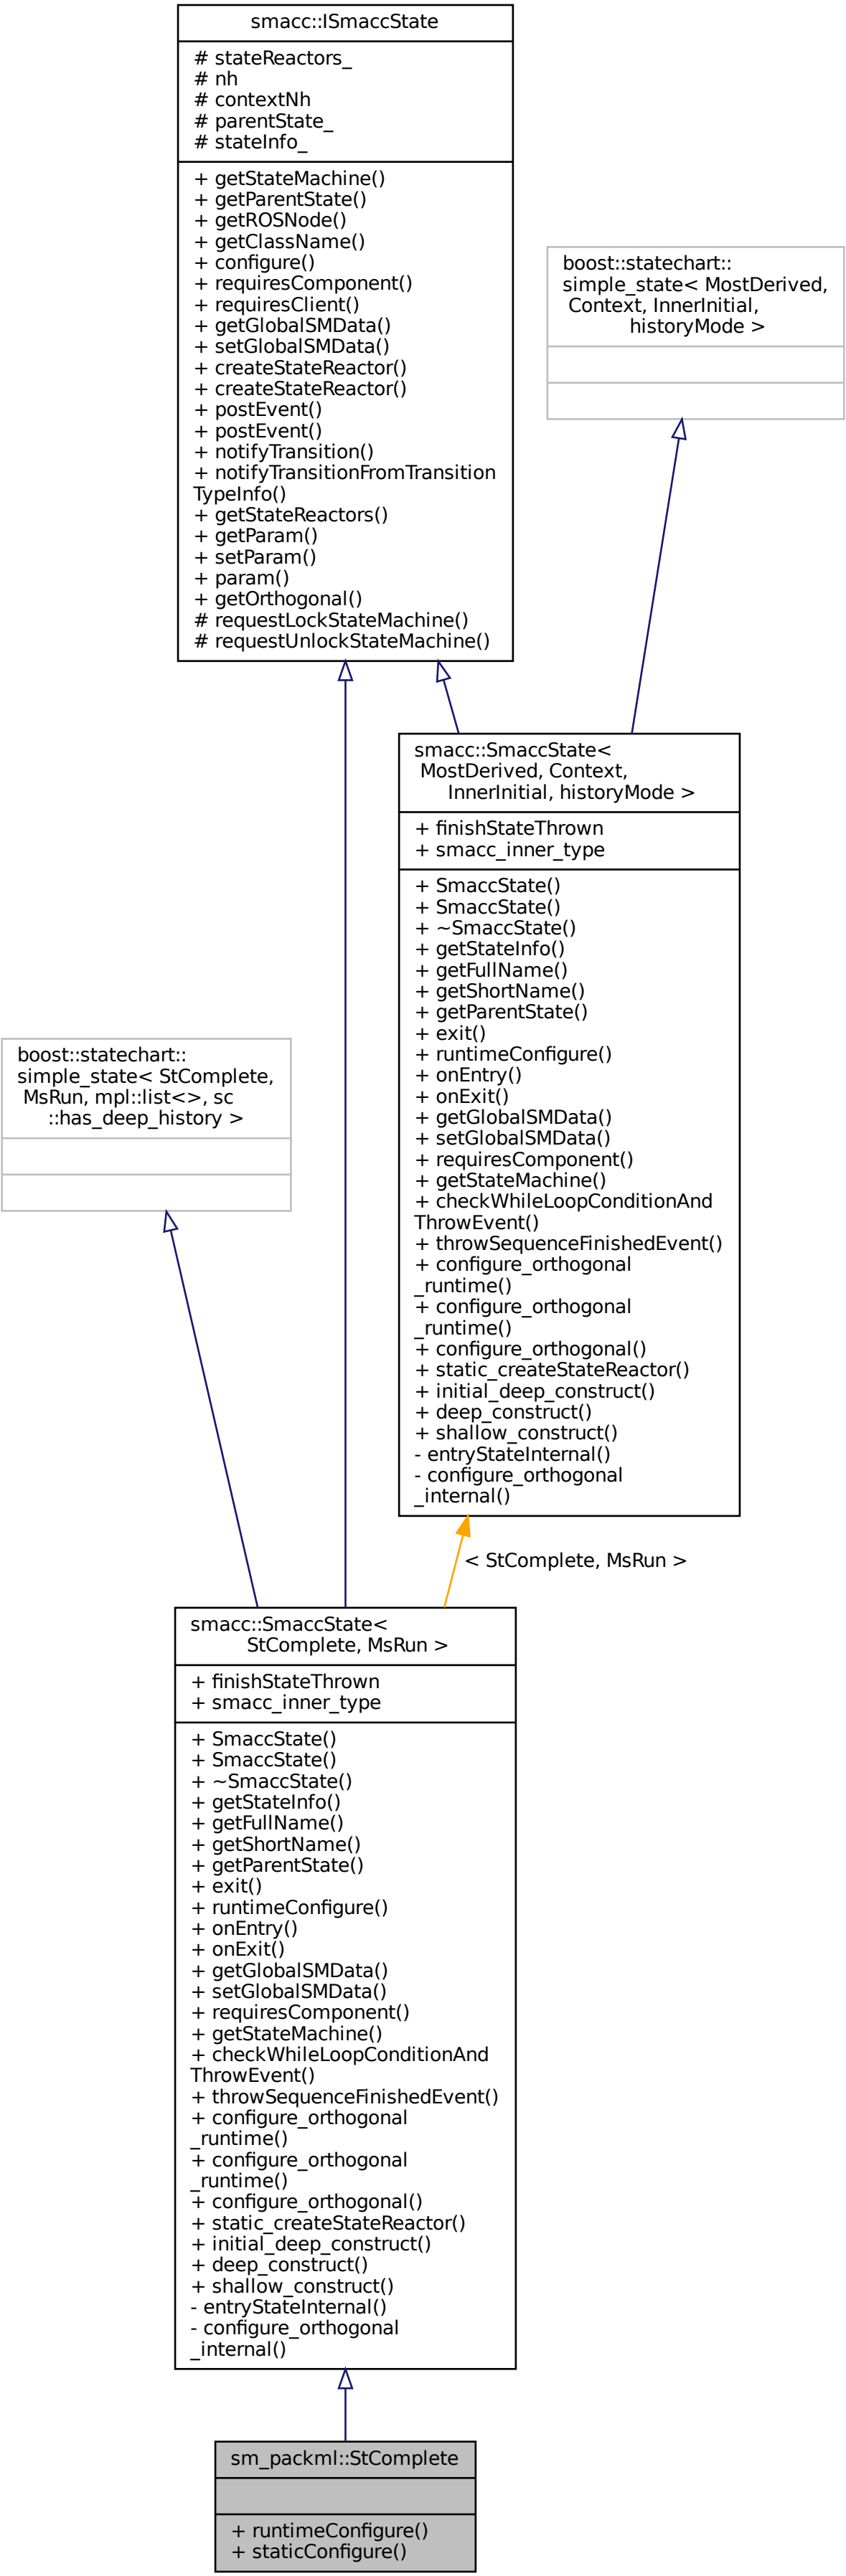 smacc::ISmaccState
# stateReactors_
# nh
# contextNh
# parentState_
# stateInfo_
+ getStateMachine()
+ getParentState()
+ getROSNode()
+ getClassName()
+ configure()
+ requiresComponent()
+ requiresClient()
+ getGlobalSMData()
+ setGlobalSMData()
+ createStateReactor()
+ createStateReactor()
+ postEvent()
+ postEvent()
+ notifyTransition()
+ notifyTransitionFromTransition
TypeInfo()
+ getStateReactors()
+ getParam()
+ setParam()
+ param()
+ getOrthogonal()
# requestLockStateMachine()
# requestUnlockStateMachine()
boost::statechart::
simple_state< MostDerived,
Context, InnerInitial,
historyMode >
smacc::SmaccState<
MostDerived, Context,
InnerInitial, historyMode >
+ finishStateThrown
+ smacc_inner_type
+ SmaccState()
+ SmaccState()
+ ~SmaccState()
+ getStateInfo()
+ getFullName()
+ getShortName()
+ getParentState()
+ exit()
+ runtimeConfigure()
+ onEntry()
+ onExit()
+ getGlobalSMData()
+ setGlobalSMData()
+ requiresComponent()
+ getStateMachine()
+ checkWhileLoopConditionAnd
ThrowEvent()
+ throwSequenceFinishedEvent()
+ configure_orthogonal
_runtime()
+ configure_orthogonal
_runtime()
+ configure_orthogonal()
+ static_createStateReactor()
+ initial_deep_construct()
+ deep_construct()
+ shallow_construct()
- entryStateInternal()
- configure_orthogonal
_internal()
boost::statechart::
simple_state< StComplete,
MsRun, mpl::list<>, sc
::has_deep_history >
< StComplete, MsRun >
smacc::SmaccState<
StComplete, MsRun >
+ finishStateThrown
+ smacc_inner_type
+ SmaccState()
+ SmaccState()
+ ~SmaccState()
+ getStateInfo()
+ getFullName()
+ getShortName()
+ getParentState()
+ exit()
+ runtimeConfigure()
+ onEntry()
+ onExit()
+ getGlobalSMData()
+ setGlobalSMData()
+ requiresComponent()
+ getStateMachine()
+ checkWhileLoopConditionAnd
ThrowEvent()
+ throwSequenceFinishedEvent()
+ configure_orthogonal
_runtime()
+ configure_orthogonal
_runtime()
+ configure_orthogonal()
+ static_createStateReactor()
+ initial_deep_construct()
+ deep_construct()
+ shallow_construct()
- entryStateInternal()
- configure_orthogonal
_internal()
sm_packml::StComplete
+ runtimeConfigure()
+ staticConfigure()